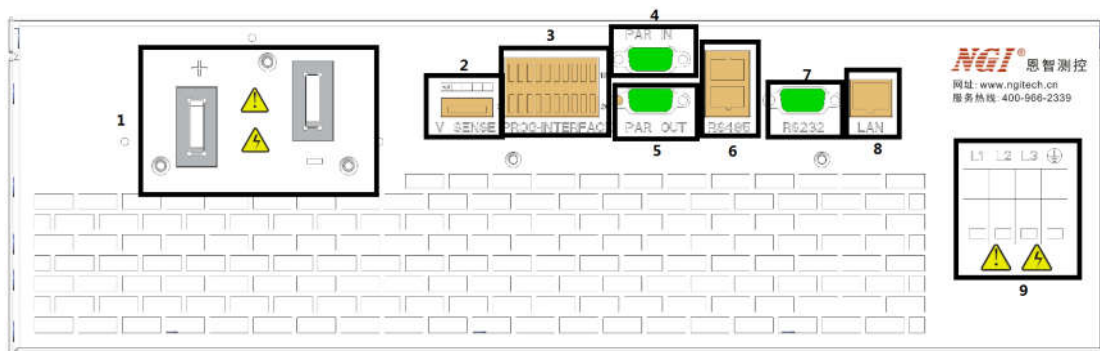 4
PAR IN
3
2
7
NGI® 恩智测控
网址: www.ngitech.cn
服务热线: 400-966-2339
1
V SENSE
PROG-INTERFACE
PAR OUT
RS485
RS232
LAN
5
6
8
L1 L2 L3
9